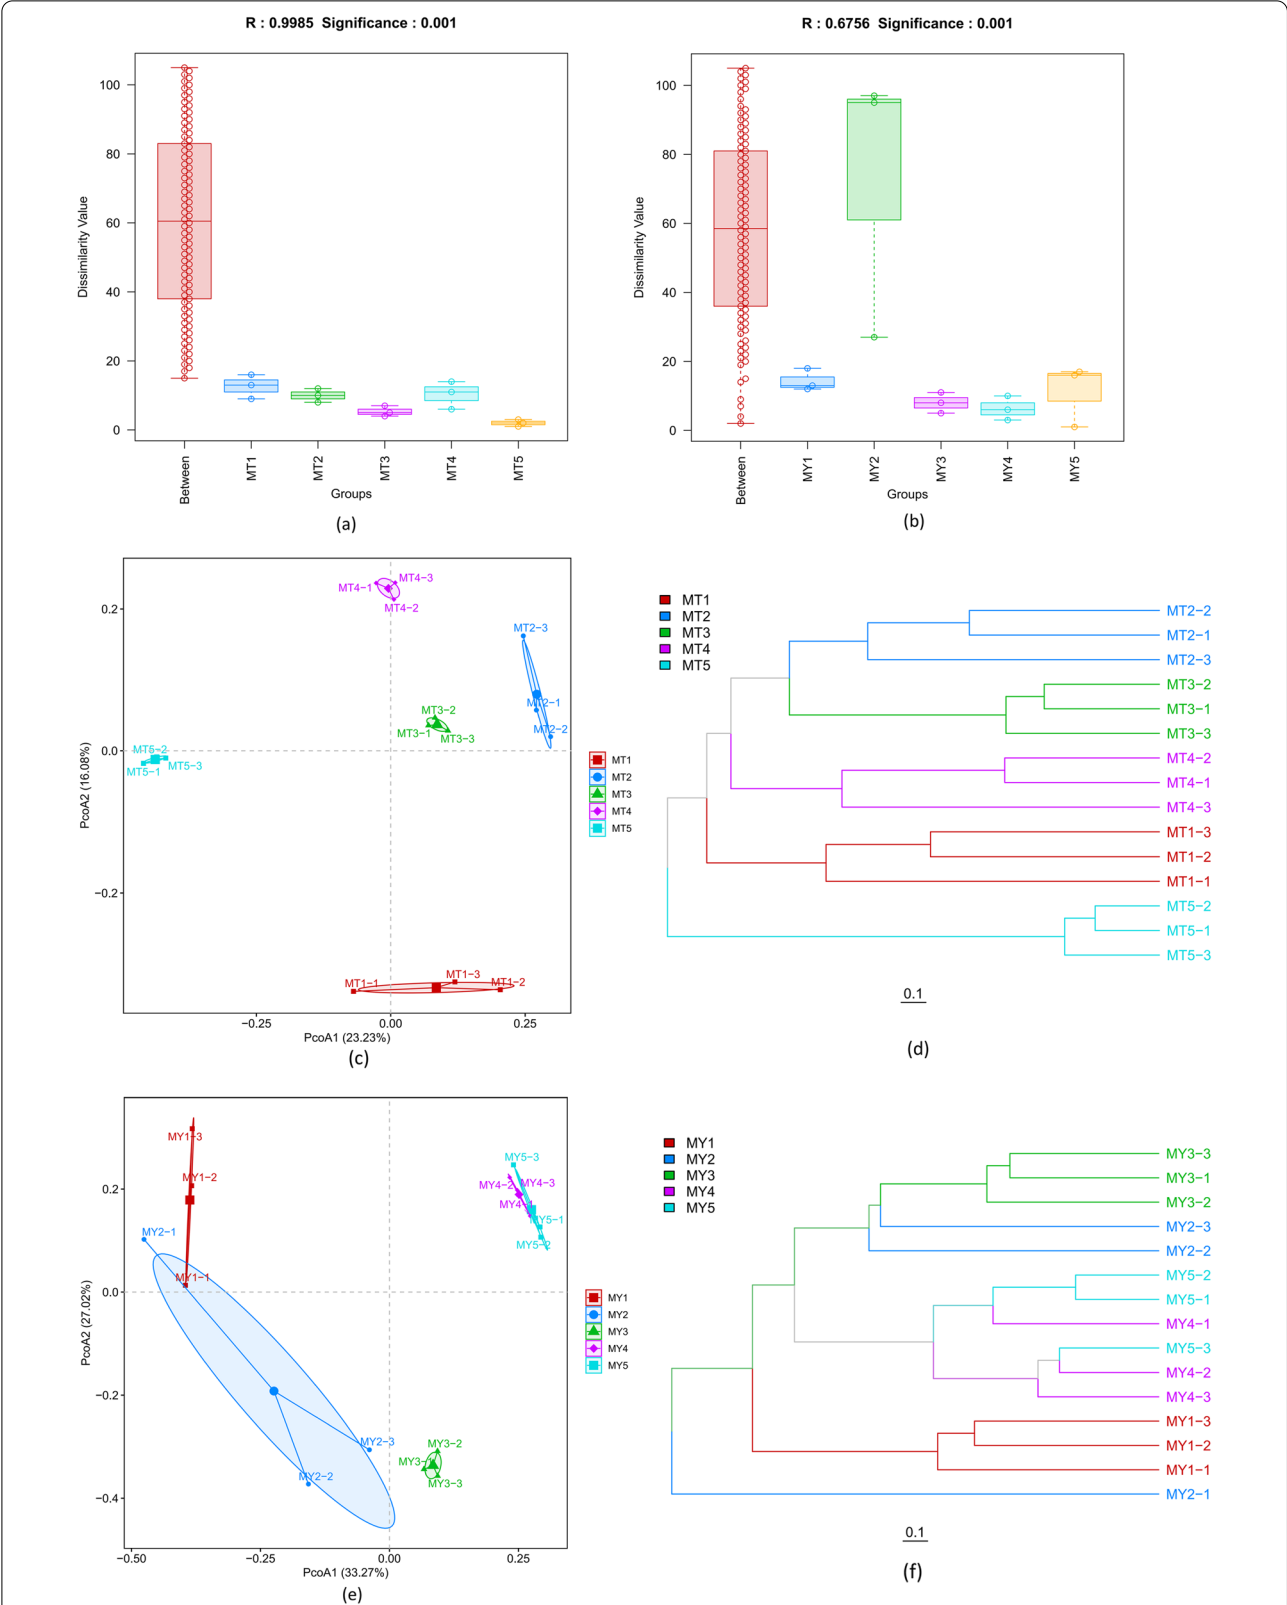 R : 0.9985 Significance : 0.001
R : 0.6756 Significance : 0.001
Dissimilarity Value
100
80
60
40
20
0
Between
MT1
MT2
MT3
MT4
MT5
Groups
(a)
Dissimilarity Value
100
80
60
40
20
0
Between
MY1
MY2
MY3
MY4
MY5
Groups
(b)
PcoA2 (16.08%)
0.2
0.0
−0.2
MT4−3
MT4−1
MT4−2
MT2−3
MT2−1
MT2−2
MT3−2
MT3−1
MT3−3
MT5−2
MT5−3
MT5−1
MT1−3
MT1−1
MT1−2
−0.25
0.00
0.25
PcoA1 (23.23%)
MT1
MT2
MT3
MT4
MT5
(c)
MT1
MT2
MT3
MT4
MT5
MT2−2
MT2−1
MT2−3
MT3−2
MT3−1
MT3−3
MT4−2
MT4−1
MT4−3
MT1−3
MT1−2
MT1−1
MT5−2
MT5−1
MT5−3
0.1
(d)
PcoA2 (27.02%)
0.2
0.0
−0.2
−0.4
MY1−3
MY1−2
MY2−1
MY1−1
MY5−3
MY4−2
MY4−3
MY4−1
MY5−1
MY5−2
MY2−3
MY2−2
MY3−2
MY3−1
MY3−3
−0.50
−0.25
0.00
0.25
PcoA1 (33.27%)
MY1
MY2
MY3
MY4
MY5
(e)
MY1
MY2
MY3
MY4
MY5
MY3−3
MY3−1
MY3−2
MY2−3
MY2−2
MY5−2
MY5−1
MY4−1
MY5−3
MY4−2
MY4−3
MY1−3
MY1−2
MY1−1
MY2−1
0.1
(f)